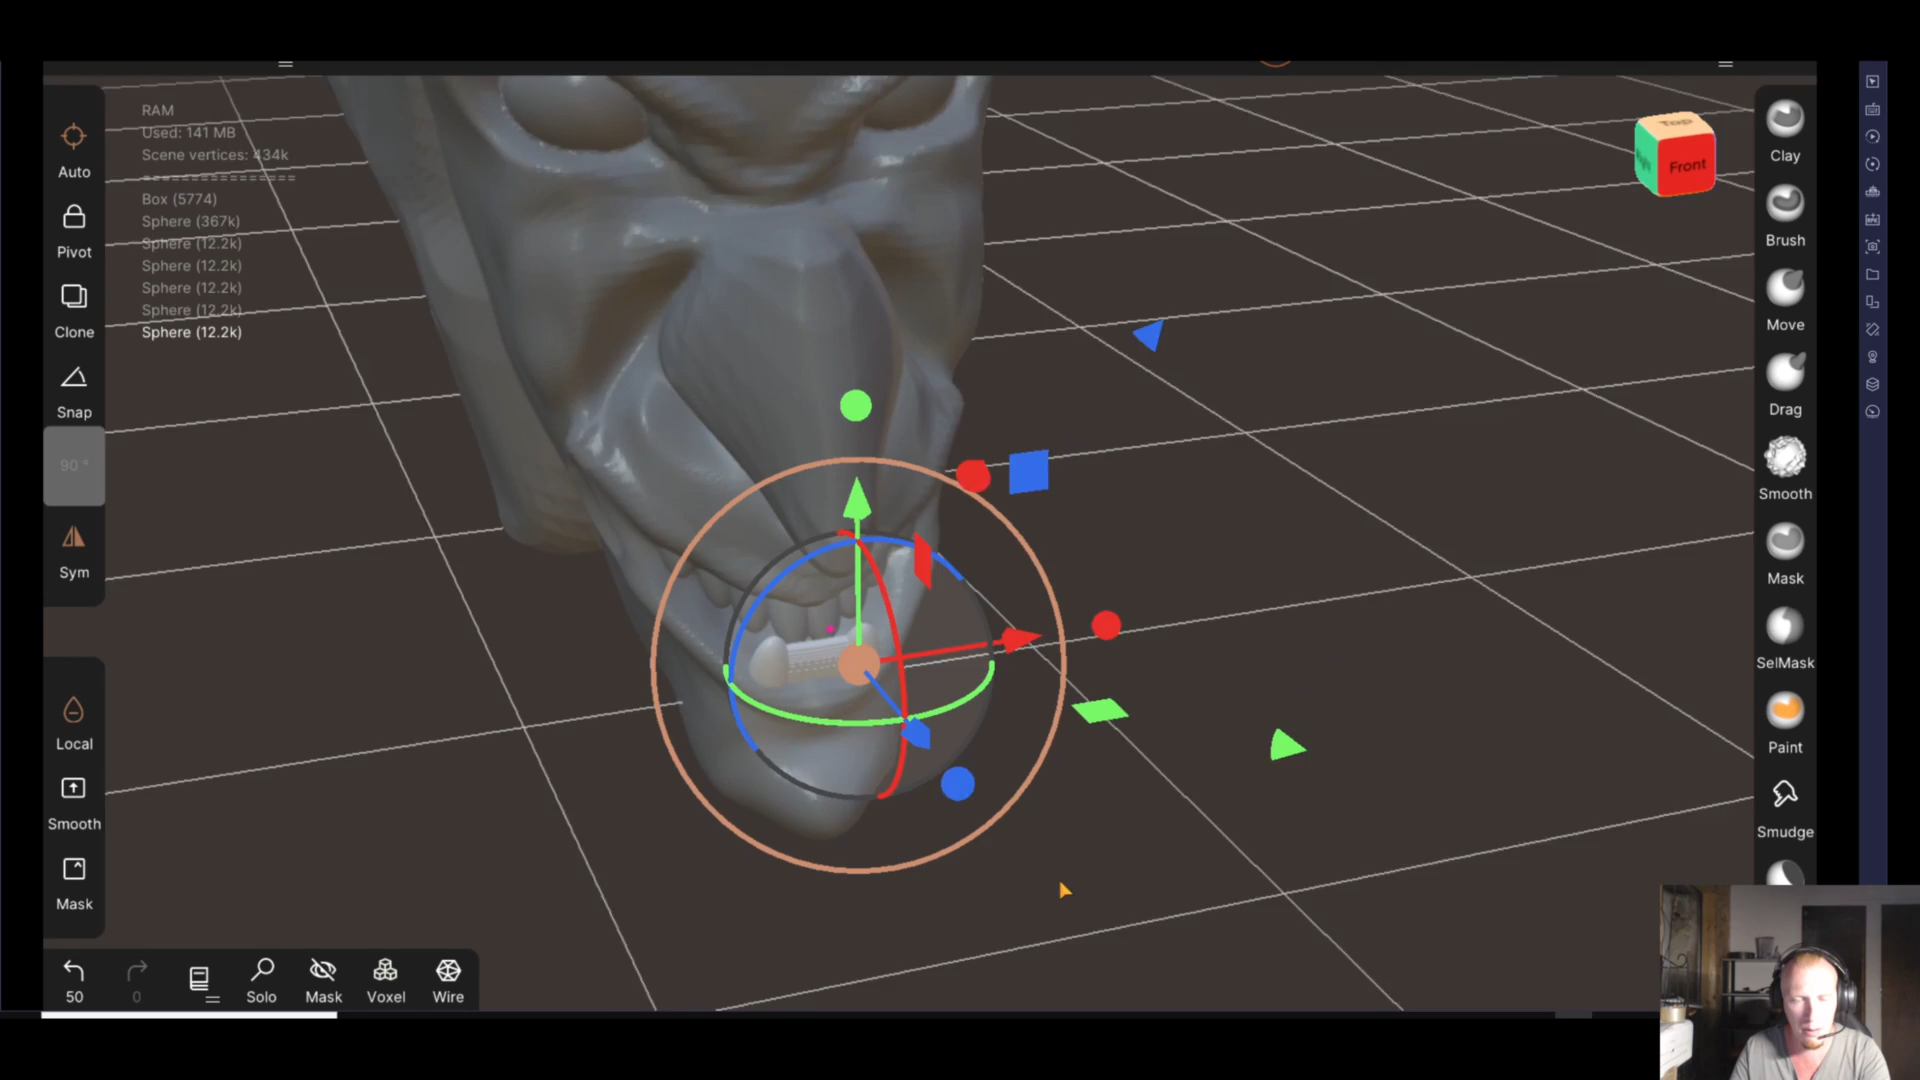 RAM
Used: 141 MB
Scene vertices: 434k
==================
Box (5774)
Sphere (367k)
Sphere (12.2k)
Sphere (12.2k)
Sphere (12.2k)
Sphere (12.2k)
Sphere (12.2k)
Auto
Pivot
Clone
Snap
90 °
Sym
Local
Smooth
Mask
50
0
Solo
Mask
Voxel
Wire
Top
Right
Front
Clay
Brush
Move
Drag
Smooth
Mask
SelMask
Paint
Smudge